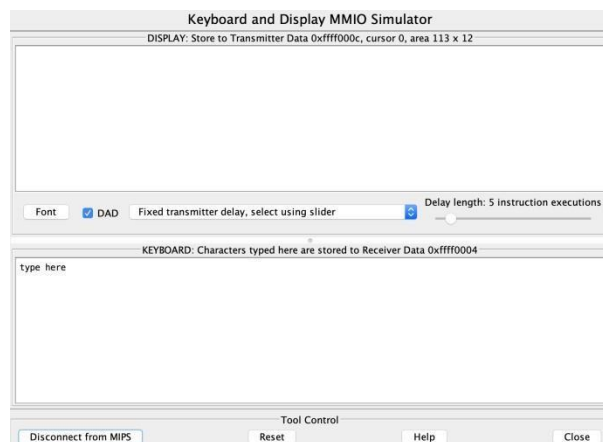 Keyboard and Display MMIO Simulator
DISPLAY: Store to Transmitter Data 0xffff000c, cursor 0, area 113 x 12
Font DAD Fixed transmitter delay, select using slider Delay length: 5 instruction executions
KEYBOARD: Characters typed here are stored to Receiver Data 0xffff0004
type here
Tool Control
Disconnect from MIPS Reset Help Close